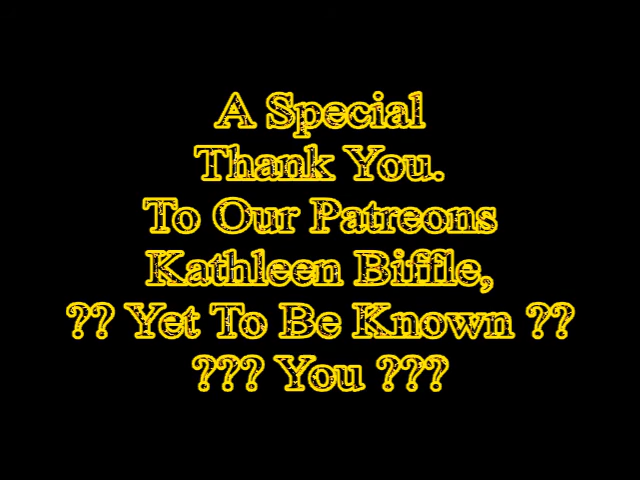 A Special
Thank You.
To Our Patreons
Kathleen Biffle,
?? Yet To Be Known ??
??? You ???